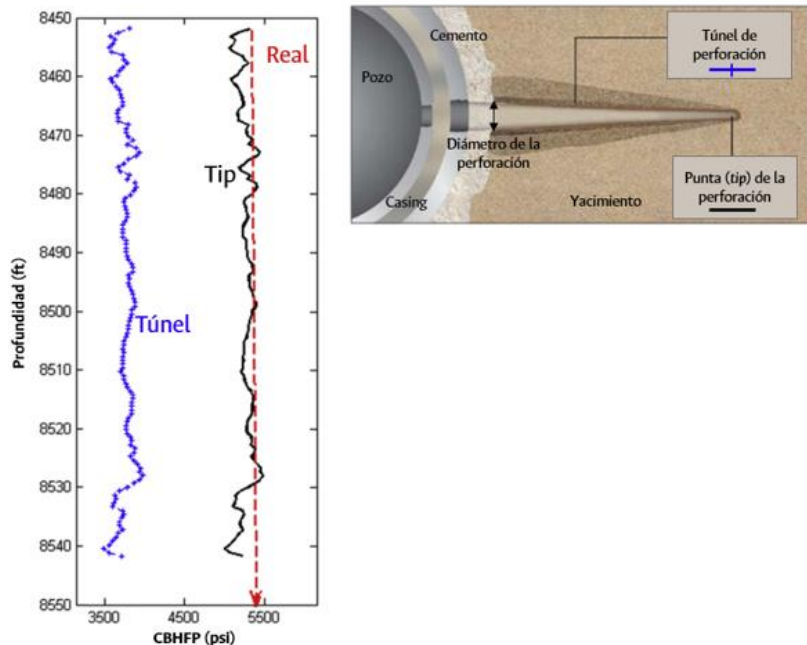 8450
8460
8470
8480
8490
8500
8510
8520
8530
8540
8550
Profundidad (ft)
3500
4500
5500
CBHFP (psi)
Real
Tip
Túnel
Cemento
Pozo
Túnel de
perforación
Diámetro de la
perforación
Punta (tip) de la
perforación
Casing
Yacimiento